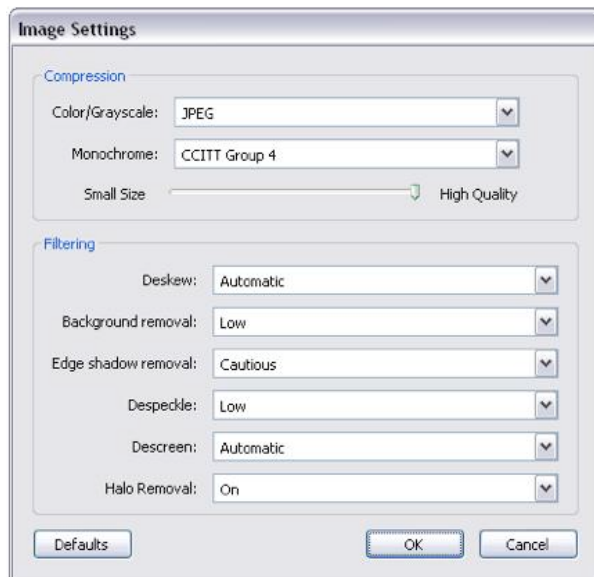 Image Settings
Compression
Color/Grayscale: JPEG
Monochrome: CCITT Group 4
Small Size High Quality
Filtering
Deskew: Automatic
Background removal: Low
Edge shadow removal: Cautious
Despeckle: Low
Descreen: Automatic
Halo Removal: On
Defaults OK Cancel